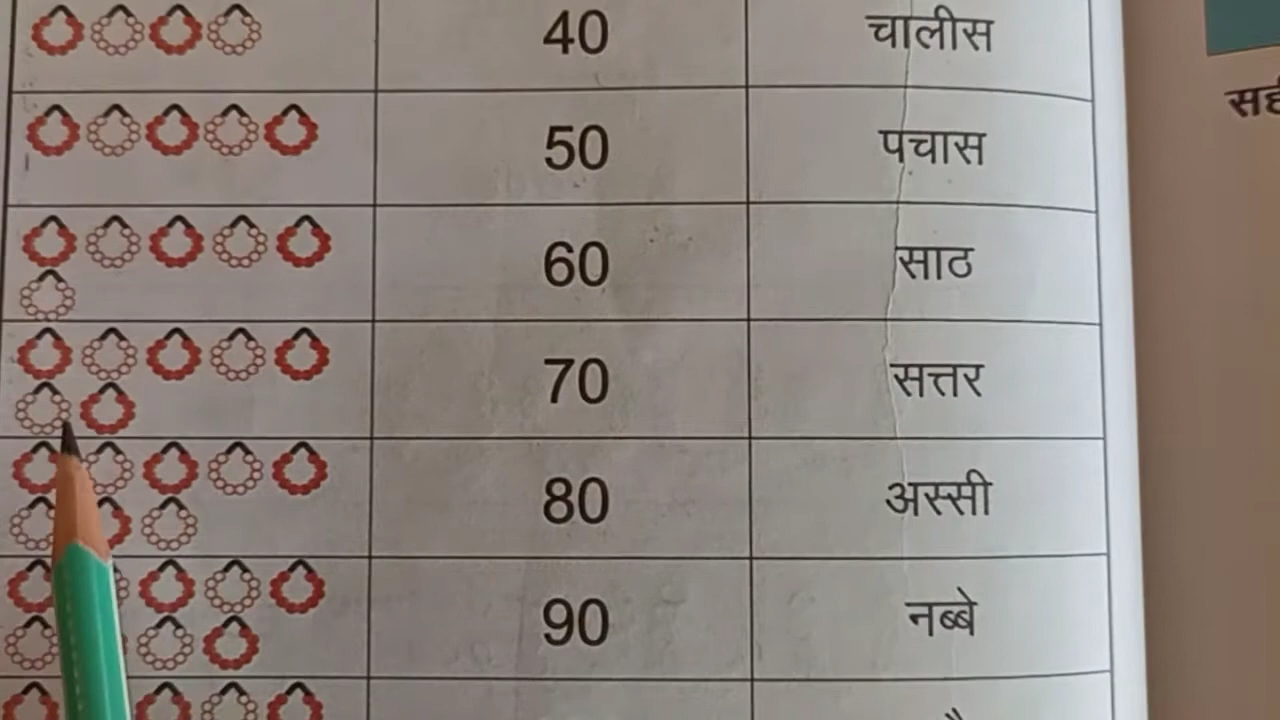 40 चालीस
50 पचास
60 साठ
70 सत्तर
80 अस्सी
90 नब्बे